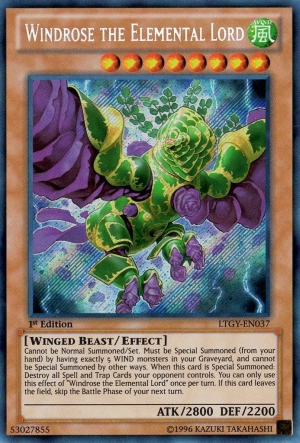 WINDROSE THE ELEMENTAL LORD
WIND
風
1st Edition
LTGY-EN037
[WINGED BEAST/EFFECT]
Cannot be Normal Summoned/Set. Must be Special Summoned (from your
hand) by having exactly 5 WIND monsters in your Graveyard, and cannot
be Special Summoned by other ways. When this card is Special Summoned:
Destroy all Spell and Trap Cards your opponent controls. You can only use
this effect of "Windrose the Elemental Lord" once per turn. If this card leaves
the field, skip the Battle Phase of your next turn.
ATK/2800 DEF/2200
53027855
©1996 KAZUKI TAKAHASHI